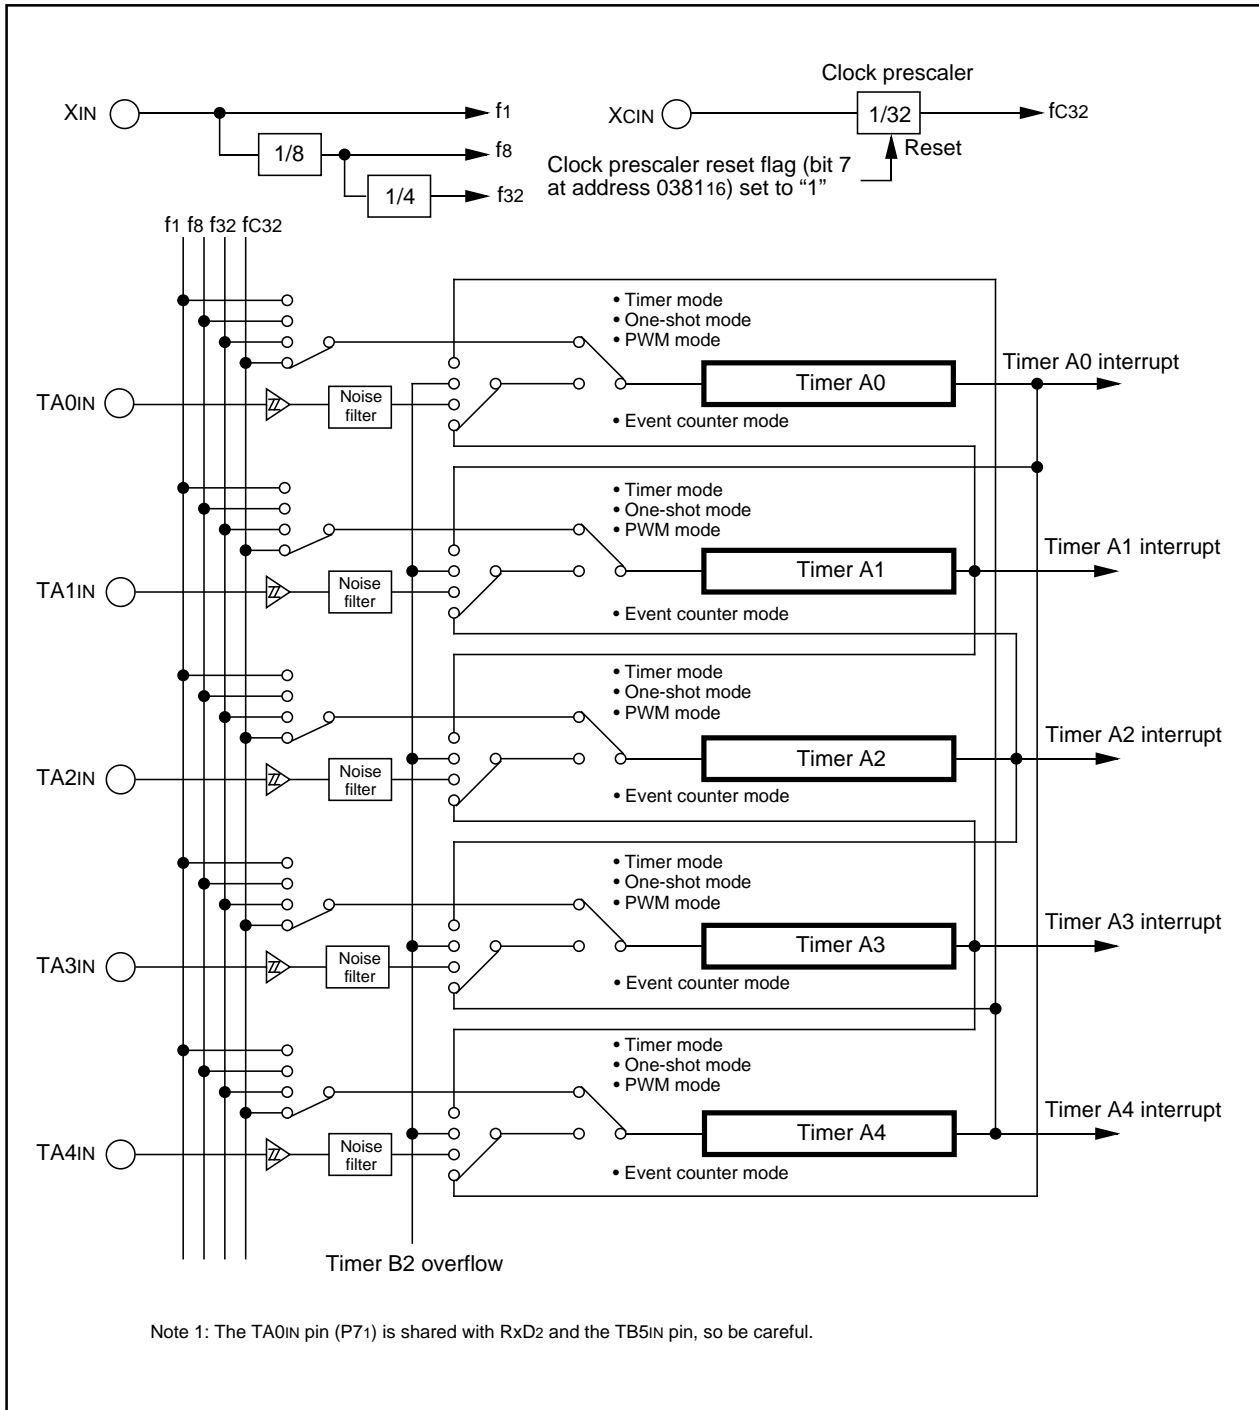 Clock prescaler
XIN
f1
XCIN
1/32
fC32
1/8
f8
Reset
Clock prescaler reset flag (bit 7
at address 038116) set to “1”
1/4
f32
f1 f8 f32 fC32
• Timer mode
• One-shot mode
• PWM mode
Timer A0 interrupt
Timer A0
TA0IN
Noise
filter
• Event counter mode
• Timer mode
• One-shot mode
• PWM mode
Timer A1 interrupt
Timer A1
TA1IN
Noise
filter
• Event counter mode
• Timer mode
• One-shot mode
• PWM mode
Timer A2 interrupt
Timer A2
TA2IN
Noise
filter
• Event counter mode
• Timer mode
• One-shot mode
• PWM mode
Timer A3 interrupt
Timer A3
TA3IN
Noise
filter
• Event counter mode
• Timer mode
• One-shot mode
• PWM mode
Timer A4 interrupt
Timer A4
TA4IN
Noise
filter
• Event counter mode
Timer B2 overflow
Note 1: The TA0IN pin (P71) is shared with RxD2 and the TB5IN pin, so be careful.